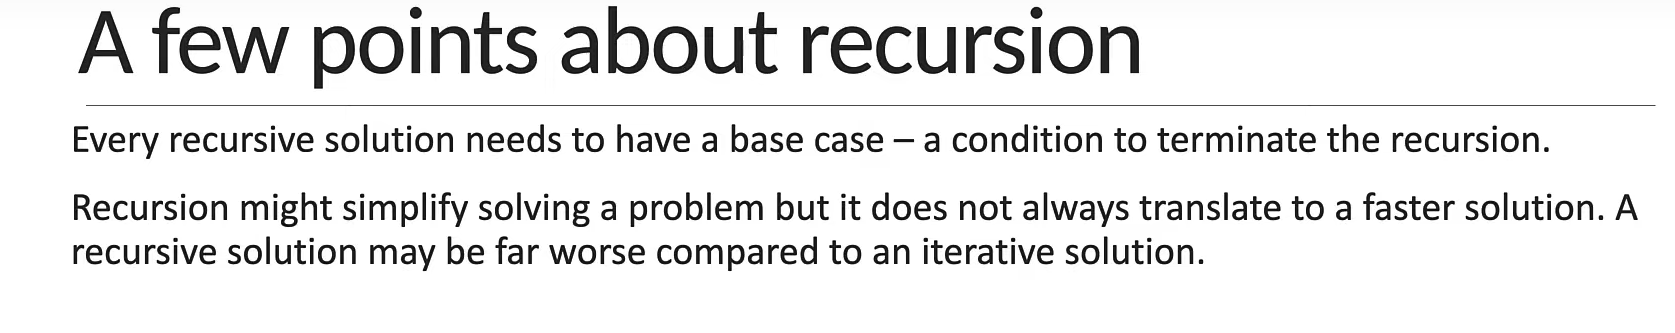 A few points about recursion
Every recursive solution needs to have a base case – a condition to terminate the recursion.
Recursion might simplify solving a problem but it does not always translate to a faster solution. A
recursive solution may be far worse compared to an iterative solution.